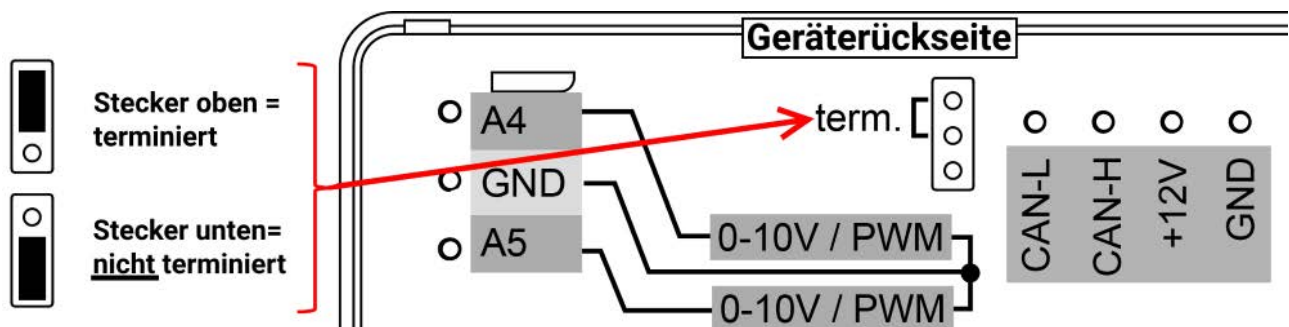 Geräterückseite
Stecker oben =
terminiert
Stecker unten=
nicht terminiert
A4
GND
A5
term.
0-10V / PWM
0-10V / PWM
CAN-L
CAN-H
+12V
GND